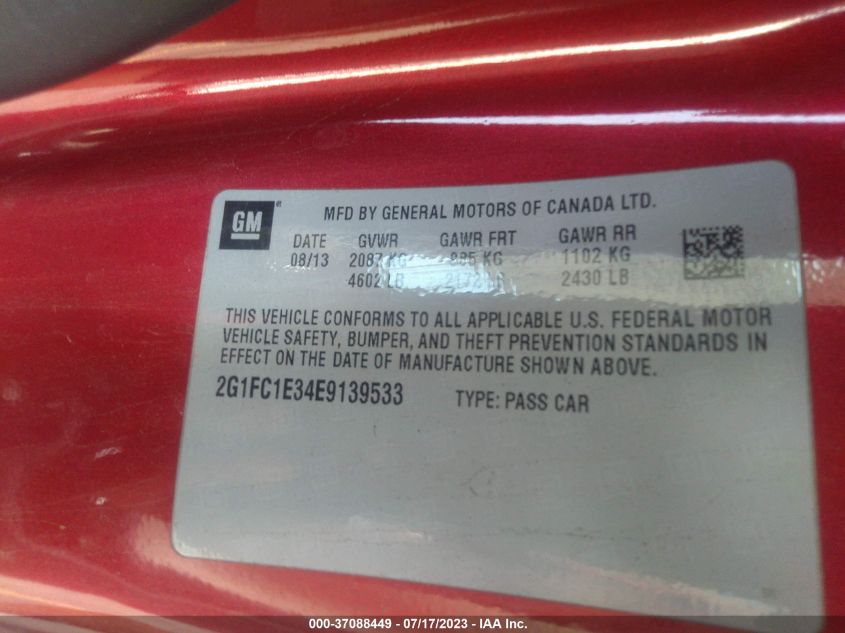 GM
MFD BY GENERAL MOTORS OF CANADA LTD.
DATE GVWR GAWR FRT GAWR RR
08/13 2087 KG KG 1102 KG
4602 LB 2430 LB
THIS VEHICLE CONFORMS TO ALL APPLICABLE U.S. FEDERAL MOTOR
VEHICLE SAFETY, BUMPER, AND THEFT PREVENTION STANDARDS IN
EFFECT ON THE DATE OF MANUFACTURE SHOWN ABOVE.
2G1FC1E34E9139533 TYPE: PASS CAR
000-37088449 - 07/17/2023 - IAA Inc.